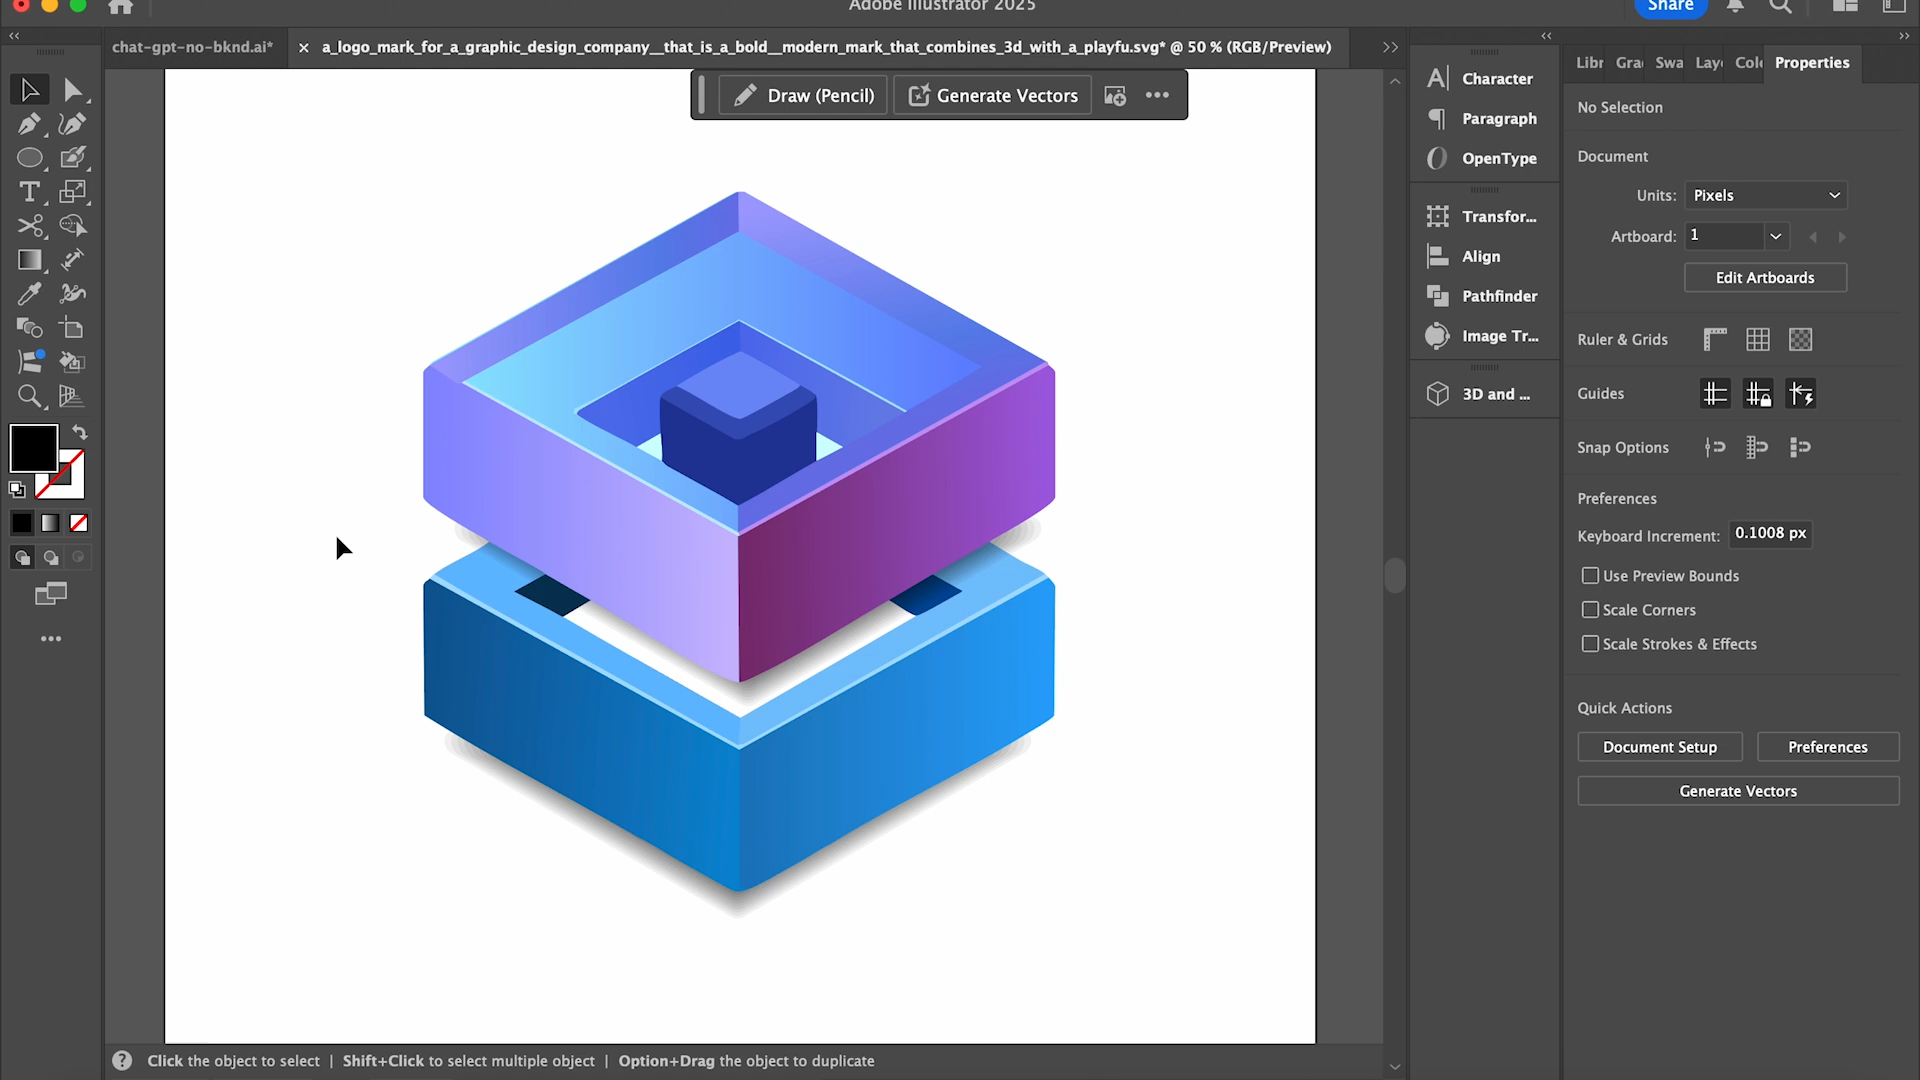 Adobe Illustrator 2025
Share
chat-gpt-no-bknd.ai*
a_logo_mark_for_a_graphic_design_company__that_is_a_bold__modern_mark_that_combines_3d_with_a_playfu.svg* @ 50 % (RGB/Preview)
Draw (Pencil)
Generate Vectors
Character
Paragraph
OpenType
Transfor...
Align
Pathfinder
Image Tr...
3D and ...
Libr
Gra
Swa
Lay
Colo
Properties
No Selection
Document
Units:
Pixels
Artboard:
1
Edit Artboards
Ruler & Grids
Guides
Snap Options
Preferences
Keyboard Increment:
0.1008 px
Use Preview Bounds
Scale Corners
Scale Strokes & Effects
Quick Actions
Document Setup
Preferences
Generate Vectors
Click the object to select | Shift+Click to select multiple object | Option+Drag the object to duplicate